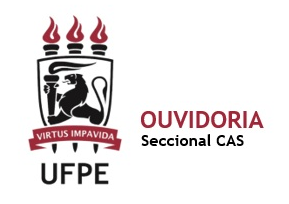 VIRTUS IMPAVIDA
UFPE
OUVIDORIA
Seccional CAS